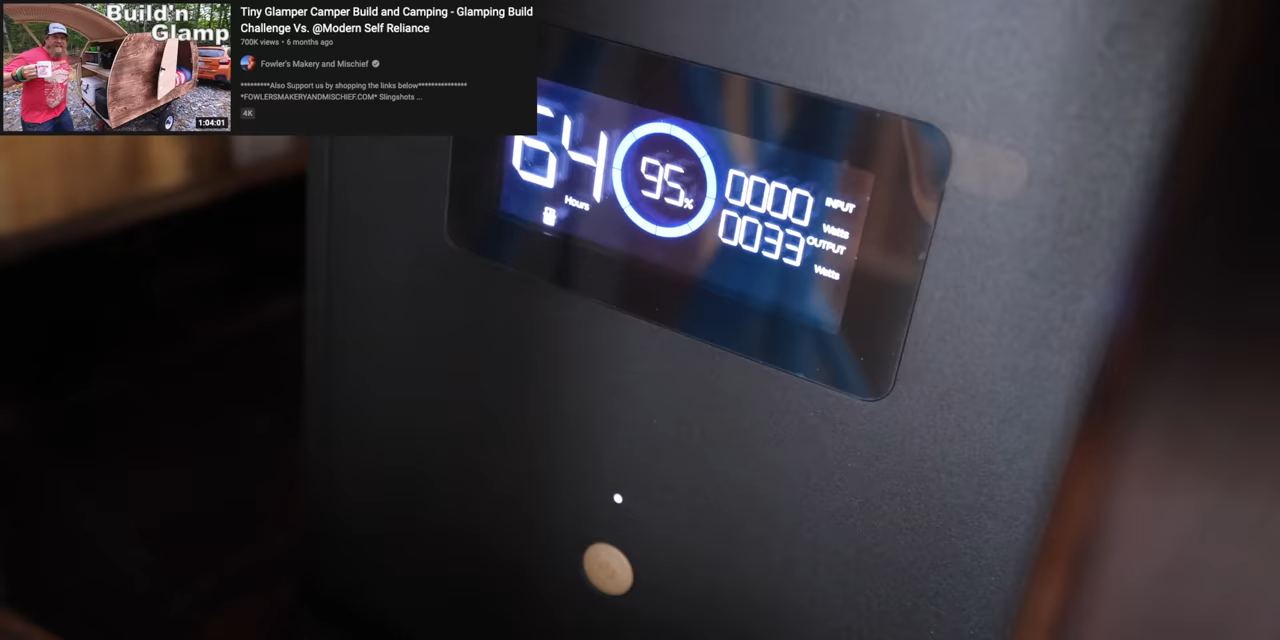 Build'n
Glamp
1:04:01
Tiny Glamper Camper Build and Camping - Glamping Build
Challenge Vs. @Modern Self Reliance
700K views • 6 months ago
Fowler's Makery and Mischief
*********Also Support us by shopping the links below***************
*FOWLERSMAKERYANDMISCHIEF.COM* Slingshots ...
4K
64
Hours
95%
0000 INPUT
Watts
0033 OUTPUT
Watts